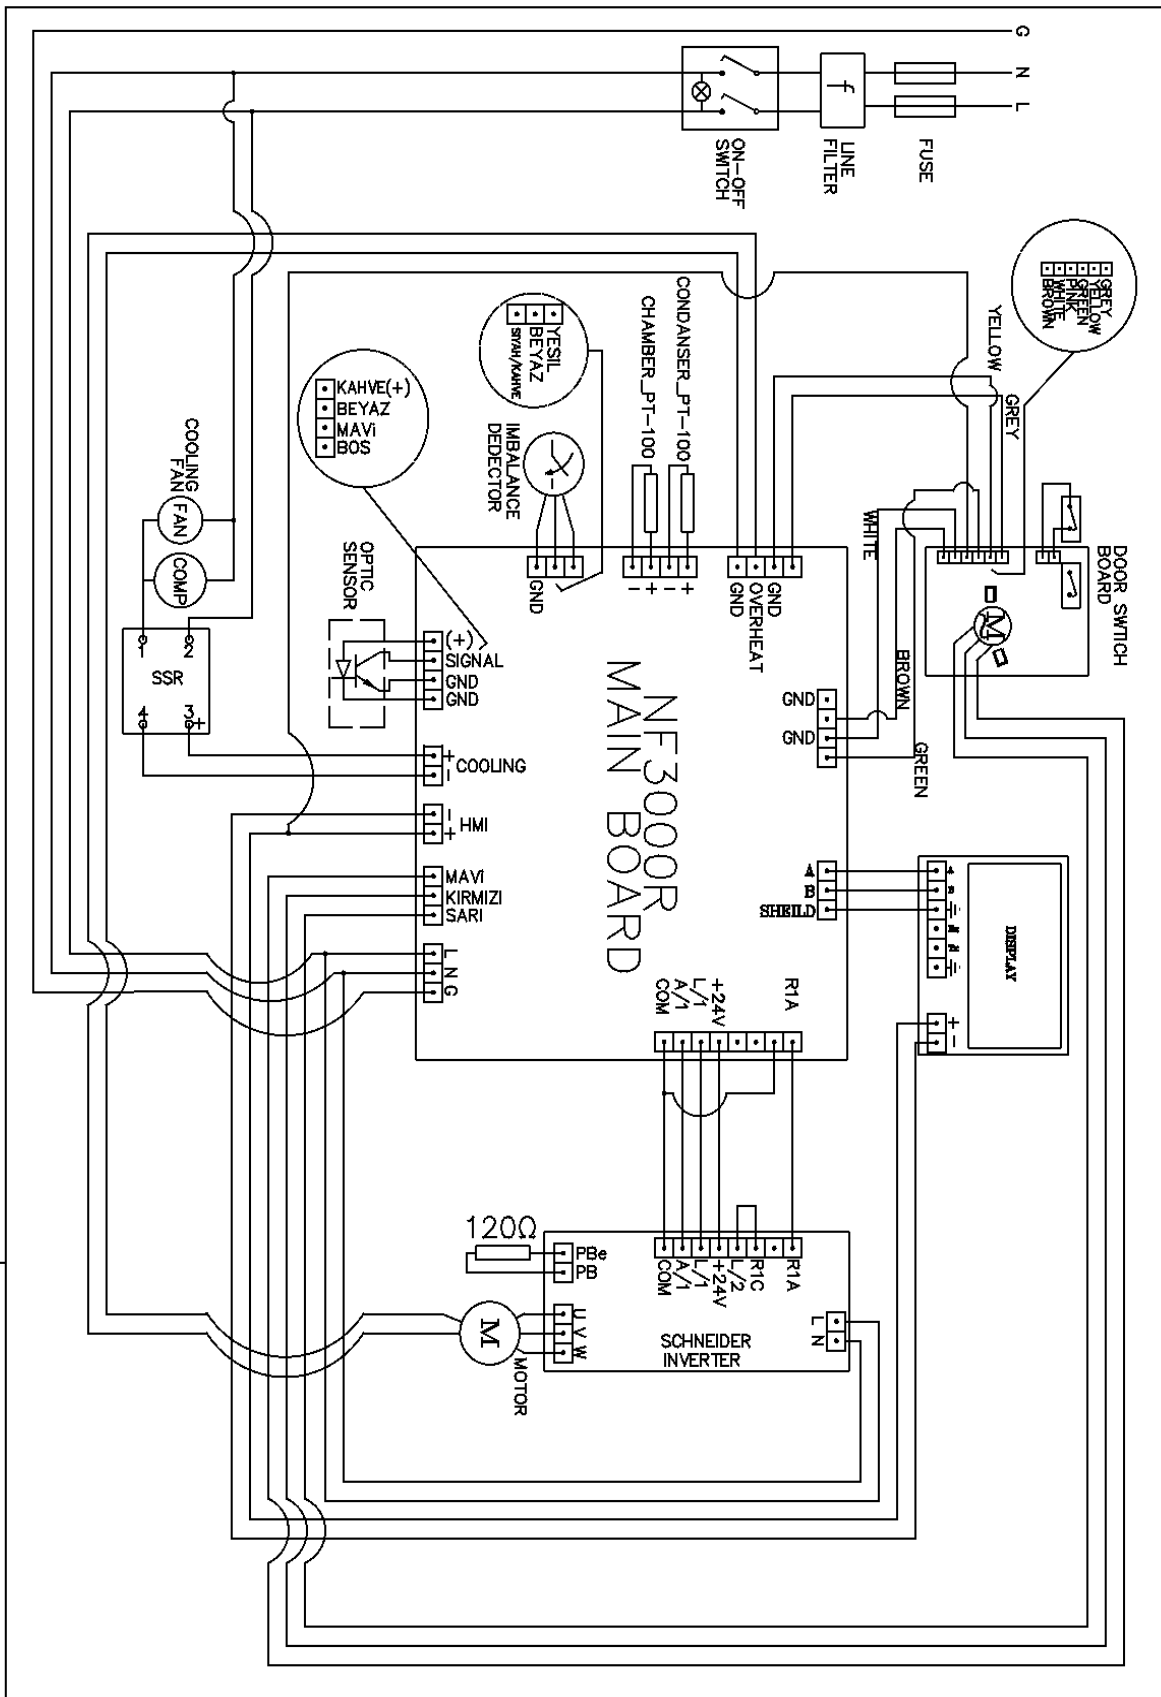 G
N
L
FUSE
LINE
FILTER
f
ON-OFF
SWITCH
GREY
YELLOW
GREEN
PINK
WHITE
BROWN
YELLOW
GREY
WHITE
BROWN
GREEN
DOOR SWTICH
BOARD
M
CONDANSER_PT-100
CHAMBER_PT-100
YESIL
BEYAZ
SIYAH/KAHVE
IMBALANCE
DEDECTOR
KAHVE(+)
BEYAZ
MAVi
BOS
COOLING
FAN
FAN
COMP
OPTIC
SENSOR
SSR
1
2
3
4
+
GND
-
+
-
+
GND
OVERHEAT
GND
(+)
SIGNAL
GND
GND
+
-
COOLING
-
+
HMI
MAVi
KIRMIZI
SARI
L
N
G
NF3000R
MAIN BOARD
GND
GND
A
B
SHEILD
A
B
DISPLAY
+
-
R1A
+24V
L/1
A/1
COM
120Ω
PBe
PB
COM
A/1
L/1
+24V
L/2
R1C
R1A
U
V
W
M
MOTOR
SCHNEIDER
INVERTER
L
N